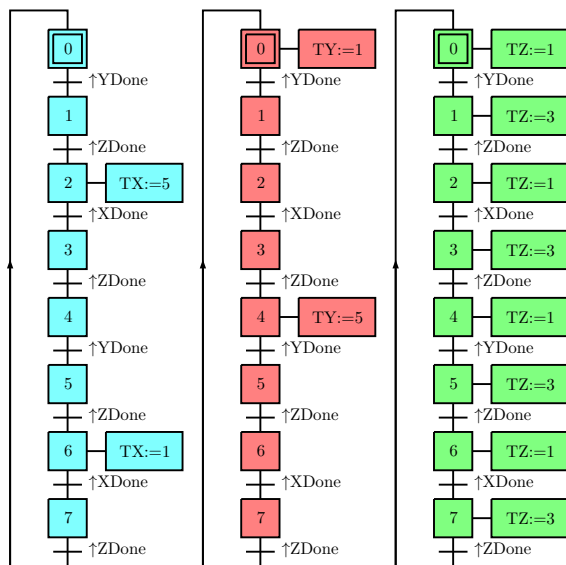 0
↑YDone
1
↑ZDone
2 TX:=5
↑XDone
3
↑ZDone
4
↑YDone
5
↑ZDone
6 TX:=1
↑XDone
7
↑ZDone
0 TY:=1
↑YDone
1
↑ZDone
2
↑XDone
3
↑ZDone
4 TY:=5
↑YDone
5
↑ZDone
6
↑XDone
7
↑ZDone
0 TZ:=1
↑YDone
1 TZ:=3
↑ZDone
2 TZ:=1
↑XDone
3 TZ:=3
↑ZDone
4 TZ:=1
↑YDone
5 TZ:=3
↑ZDone
6 TZ:=1
↑XDone
7 TZ:=3
↑ZDone